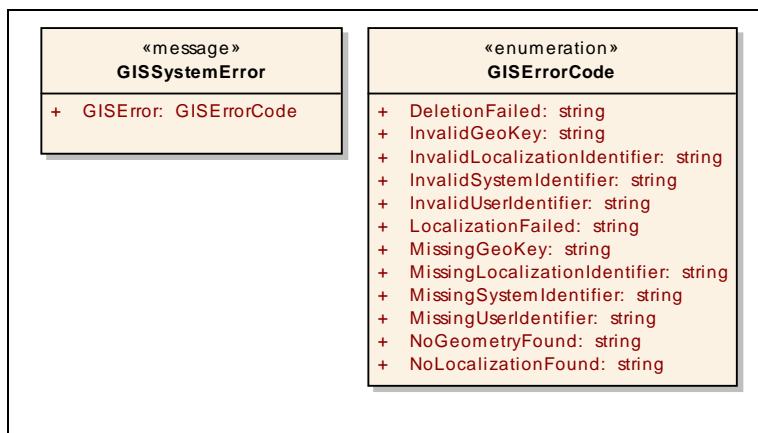 «message»
GISSystemError
+ GISError: GISErrorCode
«enumeration»
GISErrorCode
+ DeletionFailed: string
+ InvalidGeoKey: string
+ InvalidLocalizationIdentifier: string
+ InvalidSystemIdentifier: string
+ InvalidUserIdentifier: string
+ LocalizationFailed: string
+ MissingGeoKey: string
+ MissingLocalizationIdentifier: string
+ MissingSystemIdentifier: string
+ MissingUserIdentifier: string
+ NoGeometryFound: string
+ NoLocalizationFound: string